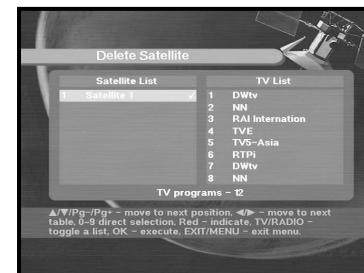 Delete Satellite
Satellite List
1 Satellite 1
TV List
1 DWtv
2 NN
3 RAI Internation
4 TVE
5 TV5-Asia
6 RTPi
7 DWtv
8 NN
TV programs - 12
▲/▼/Pg-/Pg+ - move to next position, ◄/► - move to next
table, 0-9 direct selection, Red - indicate, TV/RADIO -
toggle a list, OK - execute, EXIT/MENU - exit menu.